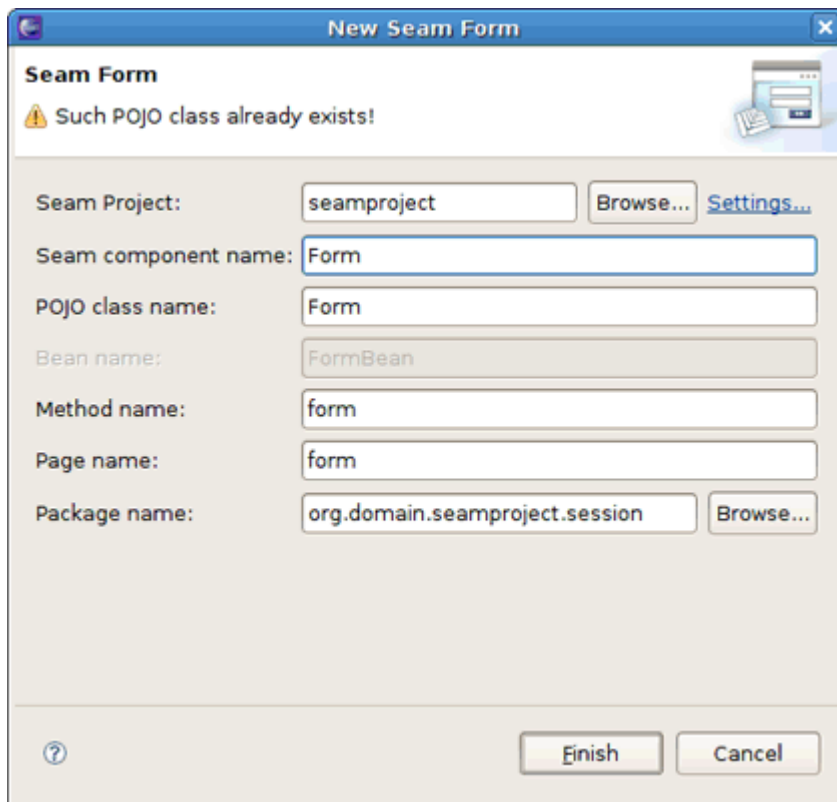 New Seam Form
Seam Form
Such POJO class already exists!
Seam Project: seamproject Browse... Settings...
Seam component name: Form
POJO class name: Form
Bean name: FormBean
Method name: form
Page name: form
Package name: org.domain.seamproject.session Browse...
Finish Cancel